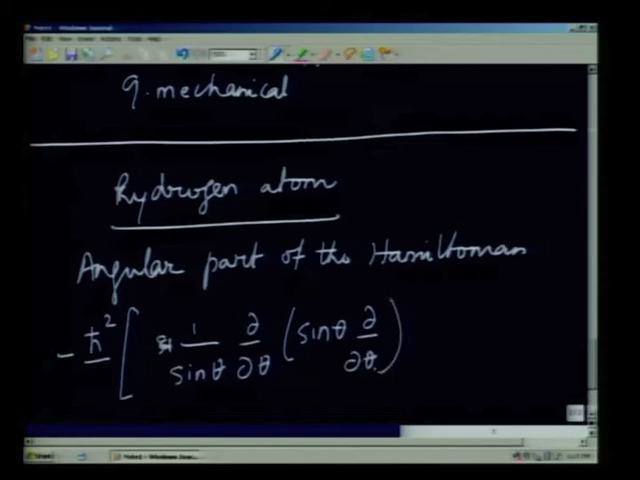 q. mechanical
Hydrogen atom
Angular part of the Hamiltonian
- ħ² [ 1/sinθ ∂/∂θ ( sinθ ∂/∂θ )